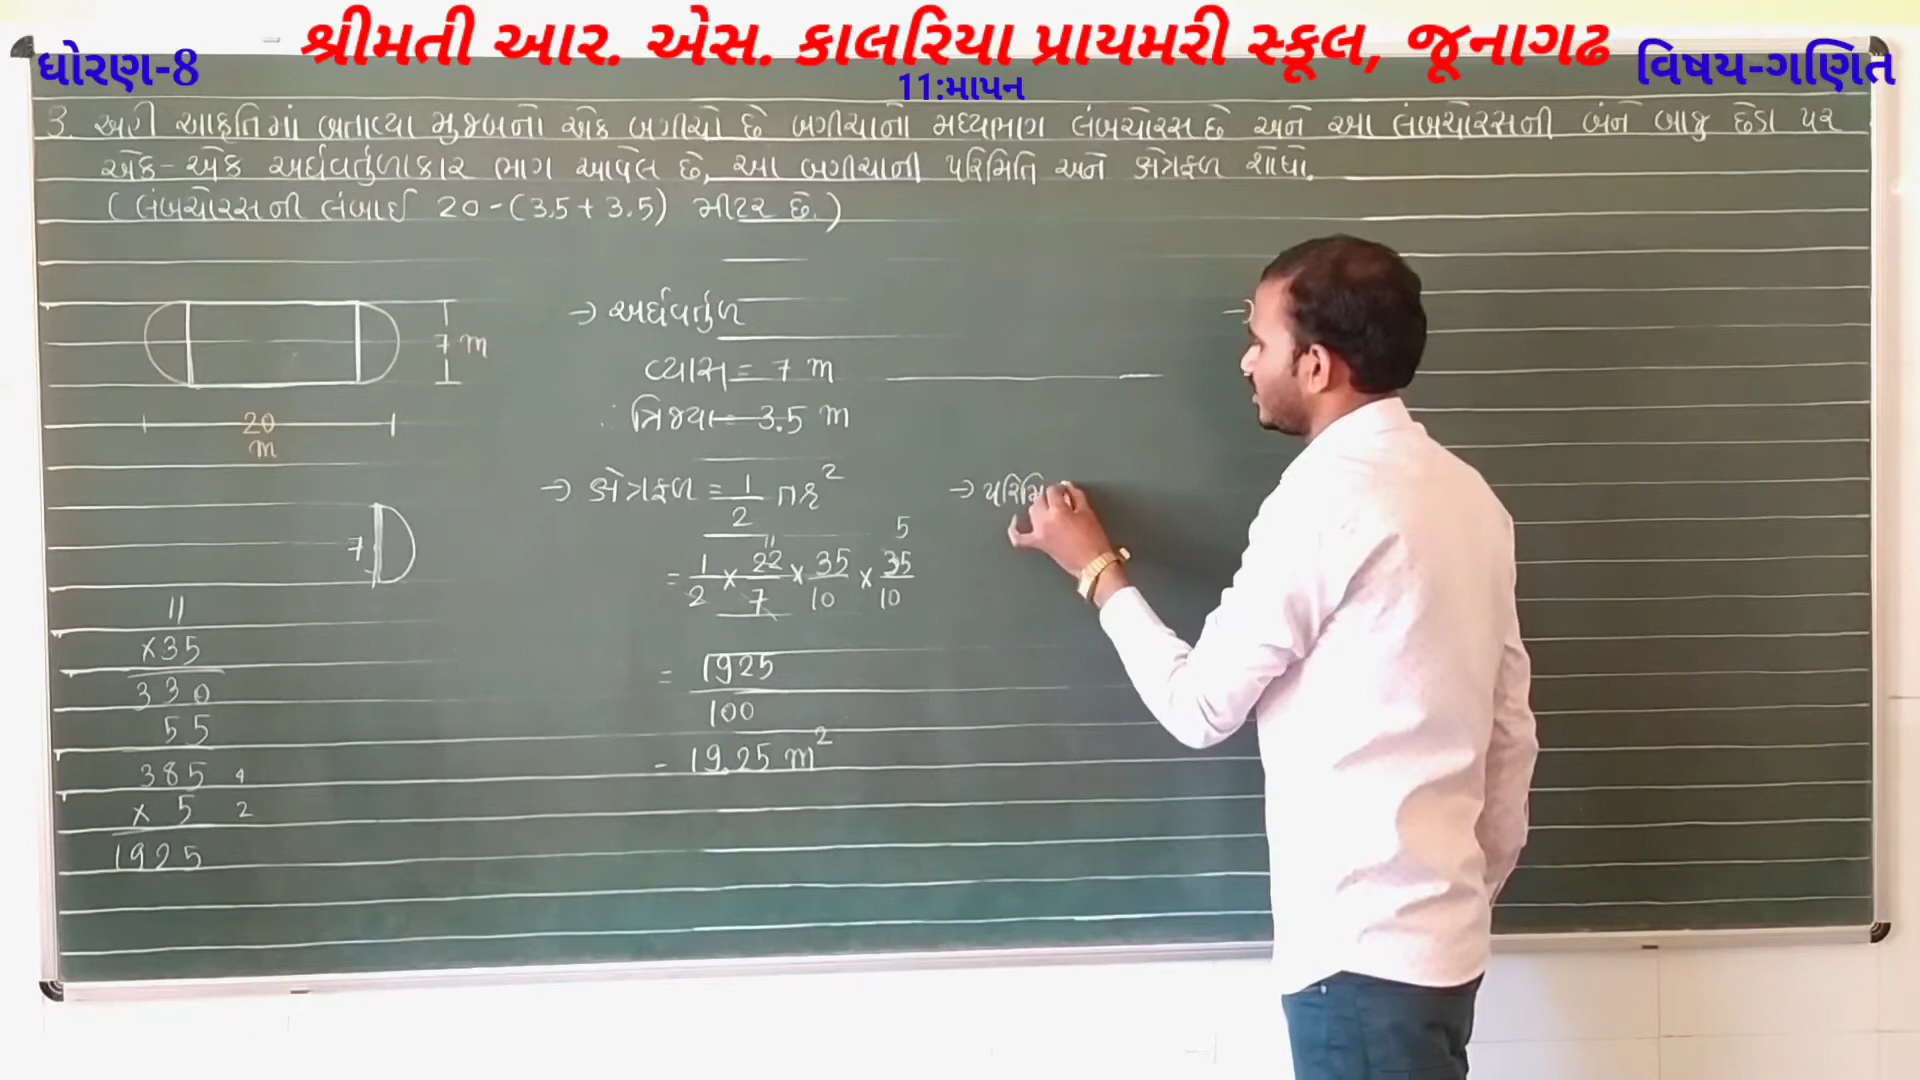 શ્રીમતી આર. એસ. કાલરિયા પ્રાયમરી સ્કૂલ, જૂનાગઢ
ધોરણ-8
11:માપન
વિષય-ગણિત
3. અહી આકૃતિમાં બતાવ્યા મુજબનો એક બગીચો છે બગીચાનો મધ્યભાગ લંબચોરસ છે અને આ લંબચોરસની બંને બાજુ છેડા પર
એક-એક અર્ધવર્તુળાકાર ભાગ આવેલ છે, આ બગીચાની પરિમિતિ અને ક્ષેત્રફળ શોધો.
(લંબચોરસની લંબાઈ 20-(3.5+3.5) મીટર છે.)
7 m
20
m
7
11
×35
330
55
385 4
× 5 2
1925
→ અર્ધવર્તુળ
વ્યાસ = 7 m
∴ ત્રિજ્યા = 3.5 m
→ ક્ષેત્રફળ = 1/2 πr²
11 5
= 1/2 × 22/7 × 35/10 × 35/10
= 1925/100
= 19.25 m²
→ પરિમિ
→